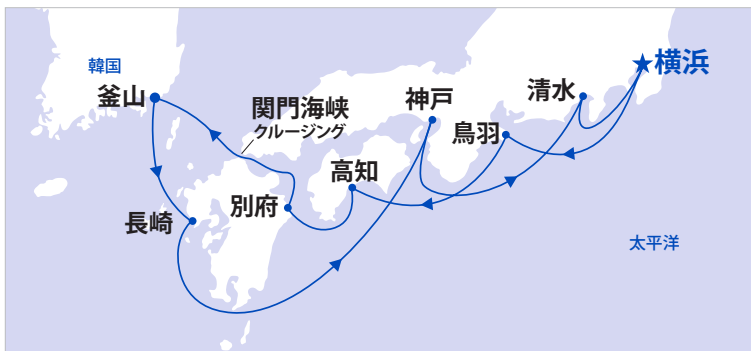 韓国
釜山
関門海峡
クルージング
神戸
清水
★横浜
鳥羽
高知
別府
長崎
太平洋